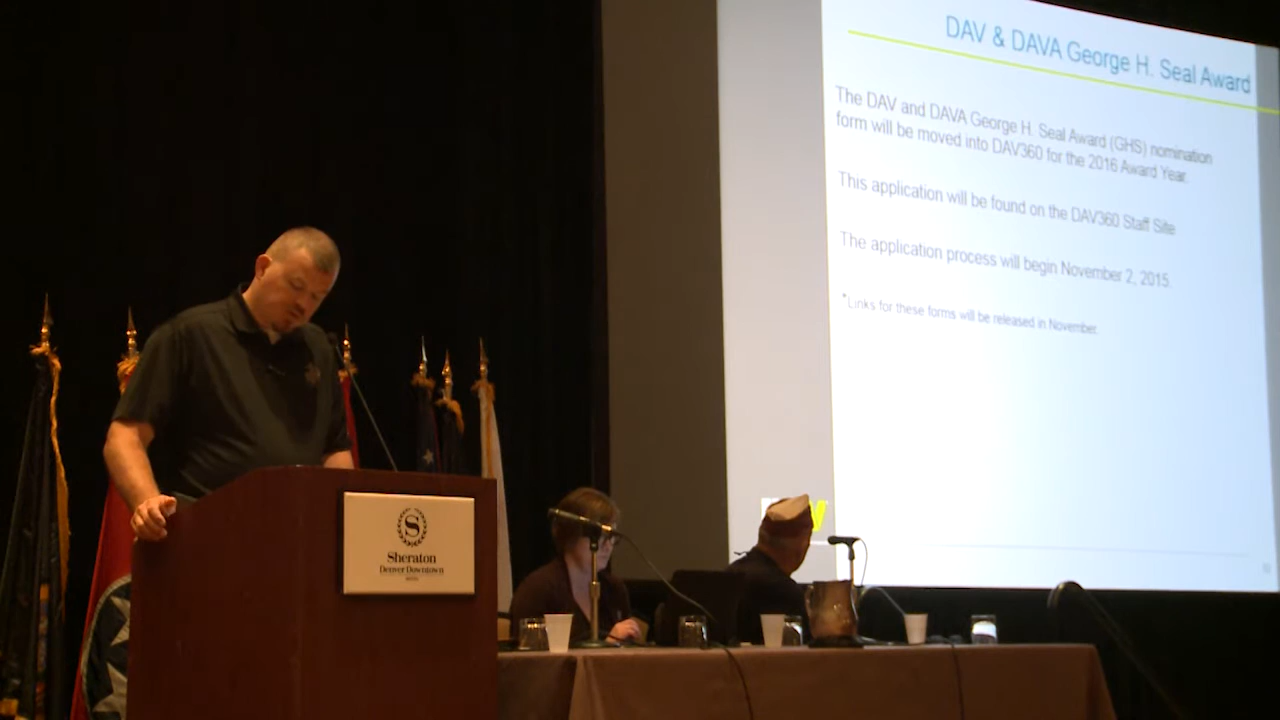 DAV & DAVA George H. Seal Award
The DAV and DAVA George H. Seal Award (GHS) nomination
form will be moved into DAV360 for the 2016 Award Year.
This application will be found on the DAV360 Staff Site
The application process will begin November 2, 2015.
*Links for these forms will be released in November.
S
Sheraton
Denver Downtown